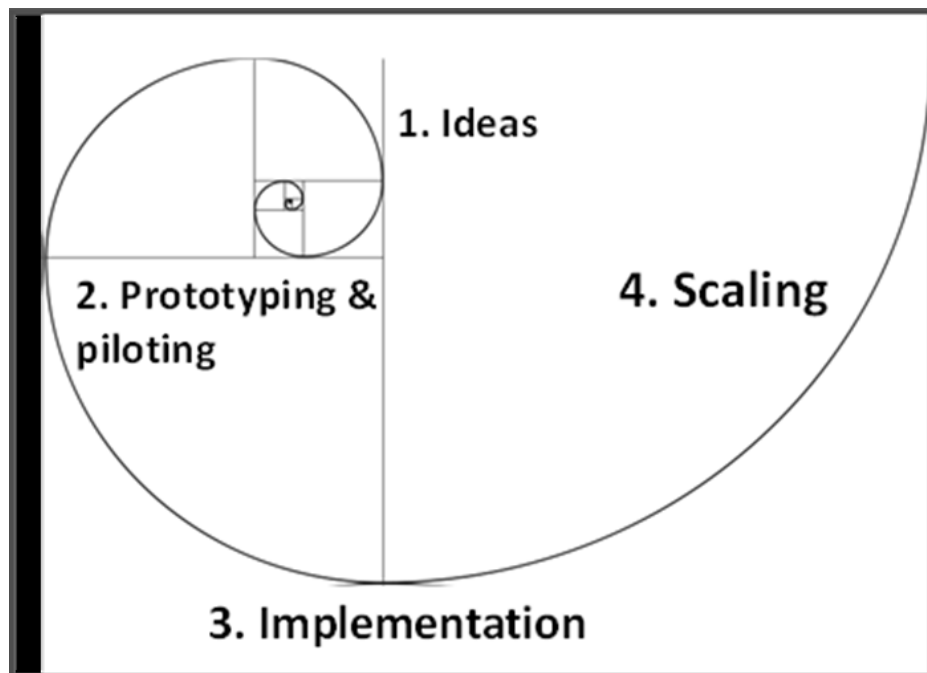 1. Ideas
2. Prototyping &
piloting
3. Implementation
4. Scaling